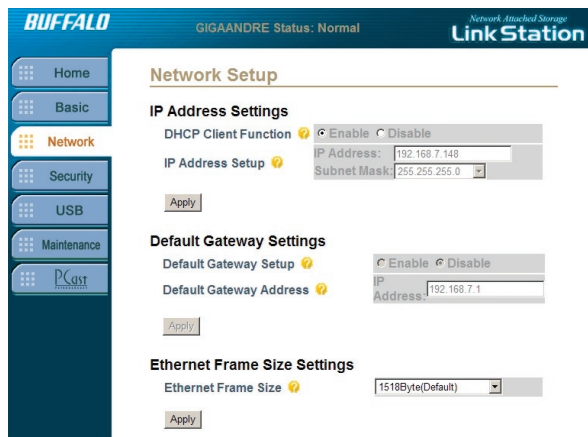 BUFFALO
GIGAANDRE Status: Normal
Network Attached Storage
LinkStation
Home
Basic
Network
Security
USB
Maintenance
PCast
Network Setup
IP Address Settings
DHCP Client Function ? Enable Disable
IP Address Setup ? IP Address: 192.168.7.148
Subnet Mask: 255.255.255.0
Apply
Default Gateway Settings
Default Gateway Setup ? Enable Disable
Default Gateway Address ? IP Address: 192.168.7.1
Apply
Ethernet Frame Size Settings
Ethernet Frame Size ? 1518Byte(Default)
Apply